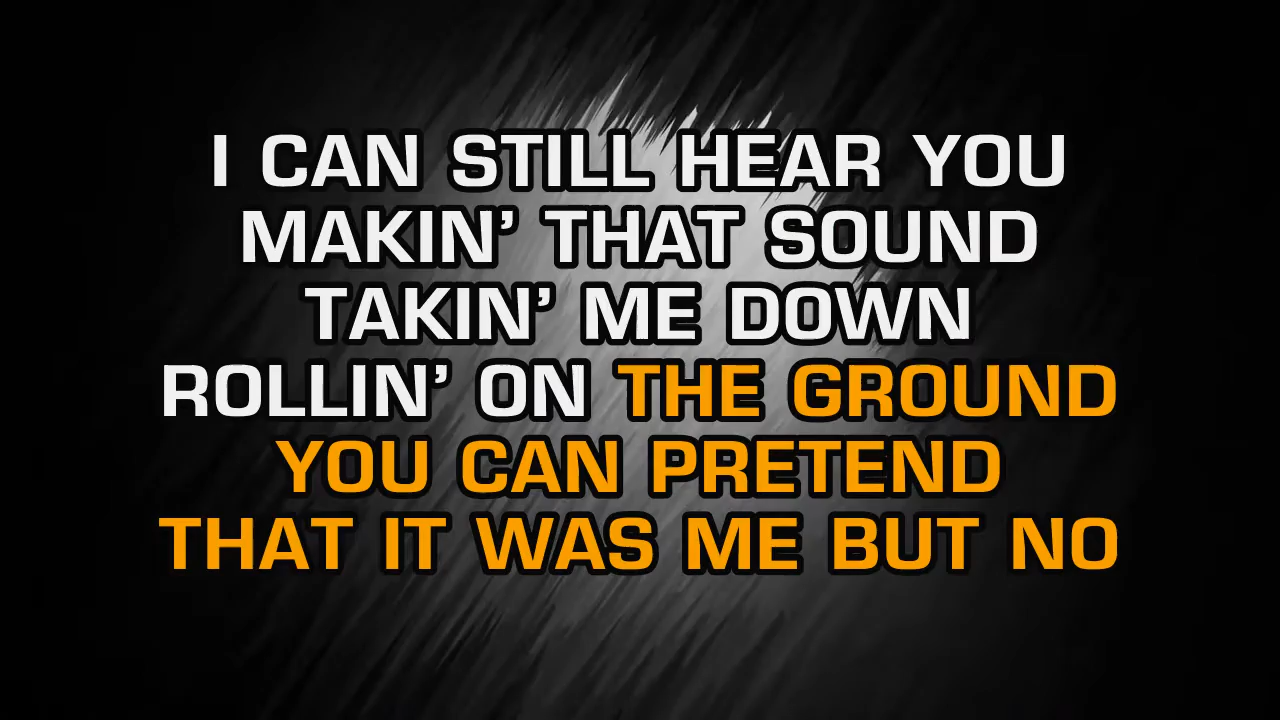 I CAN STILL HEAR YOU
MAKIN’ THAT SOUND
TAKIN’ ME DOWN
ROLLIN’ ON THE GROUND
YOU CAN PRETEND
THAT IT WAS ME BUT NO